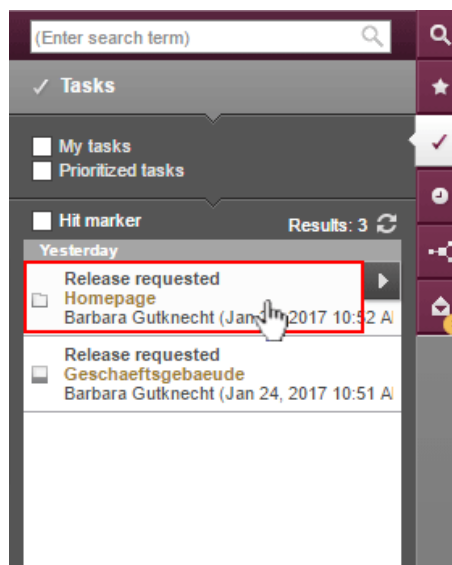 (Enter search term)
Tasks
My tasks
Prioritized tasks
Hit marker
Results: 3
Yesterday
Release requested
Homepage
Barbara Gutknecht (Jan 2017 10:52 A
Release requested
Geschaeftsgebaeude
Barbara Gutknecht (Jan 24, 2017 10:51 A